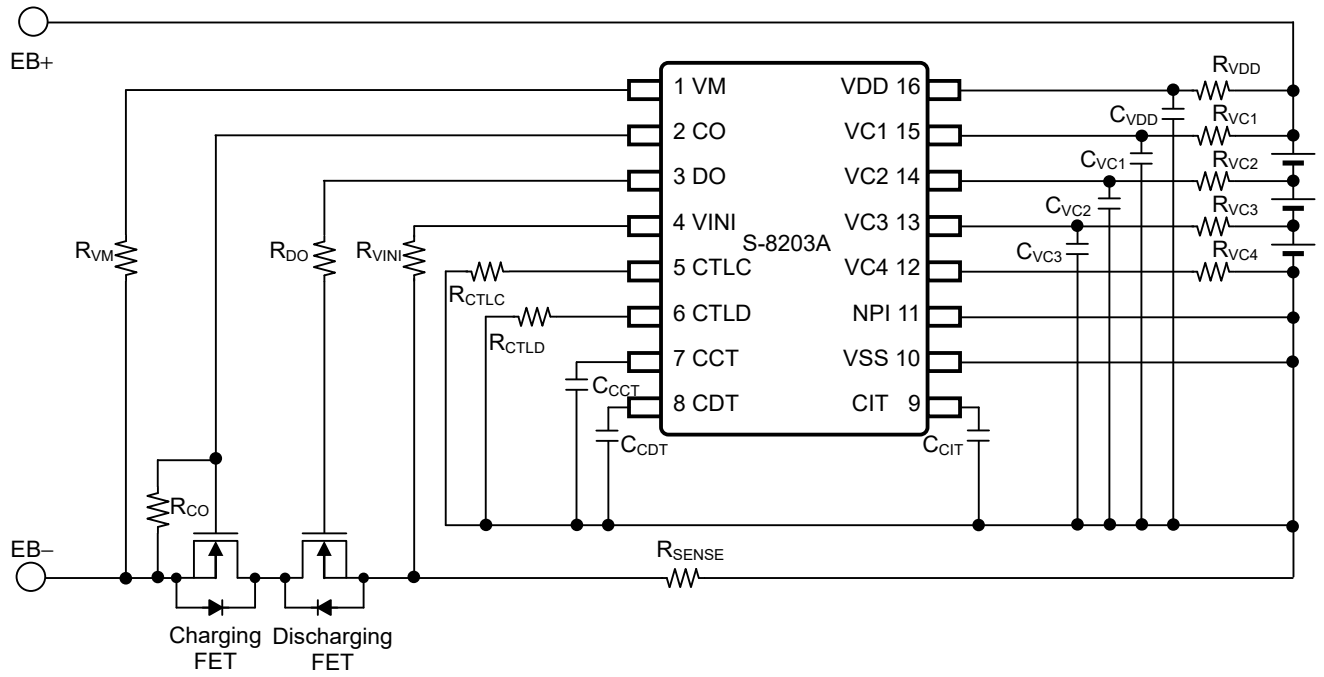 EB+
1 VM
2 CO
3 DO
4 VINI
5 CTLC
6 CTLD
7 CCT
8 CDT
S-8203A
VDD 16
VC1 15
VC2 14
VC3 13
VC4 12
NPI 11
VSS 10
CIT 9
RVDD
RVC1
RVC2
RVC3
RVC4
CVDD
CVC1
CVC2
CVC3
RVM
RDO
RVINI
RCTLC
RCTLD
CCCT
CCDT
CCIT
RCO
EB−
RSENSE
Charging
FET
Discharging
FET